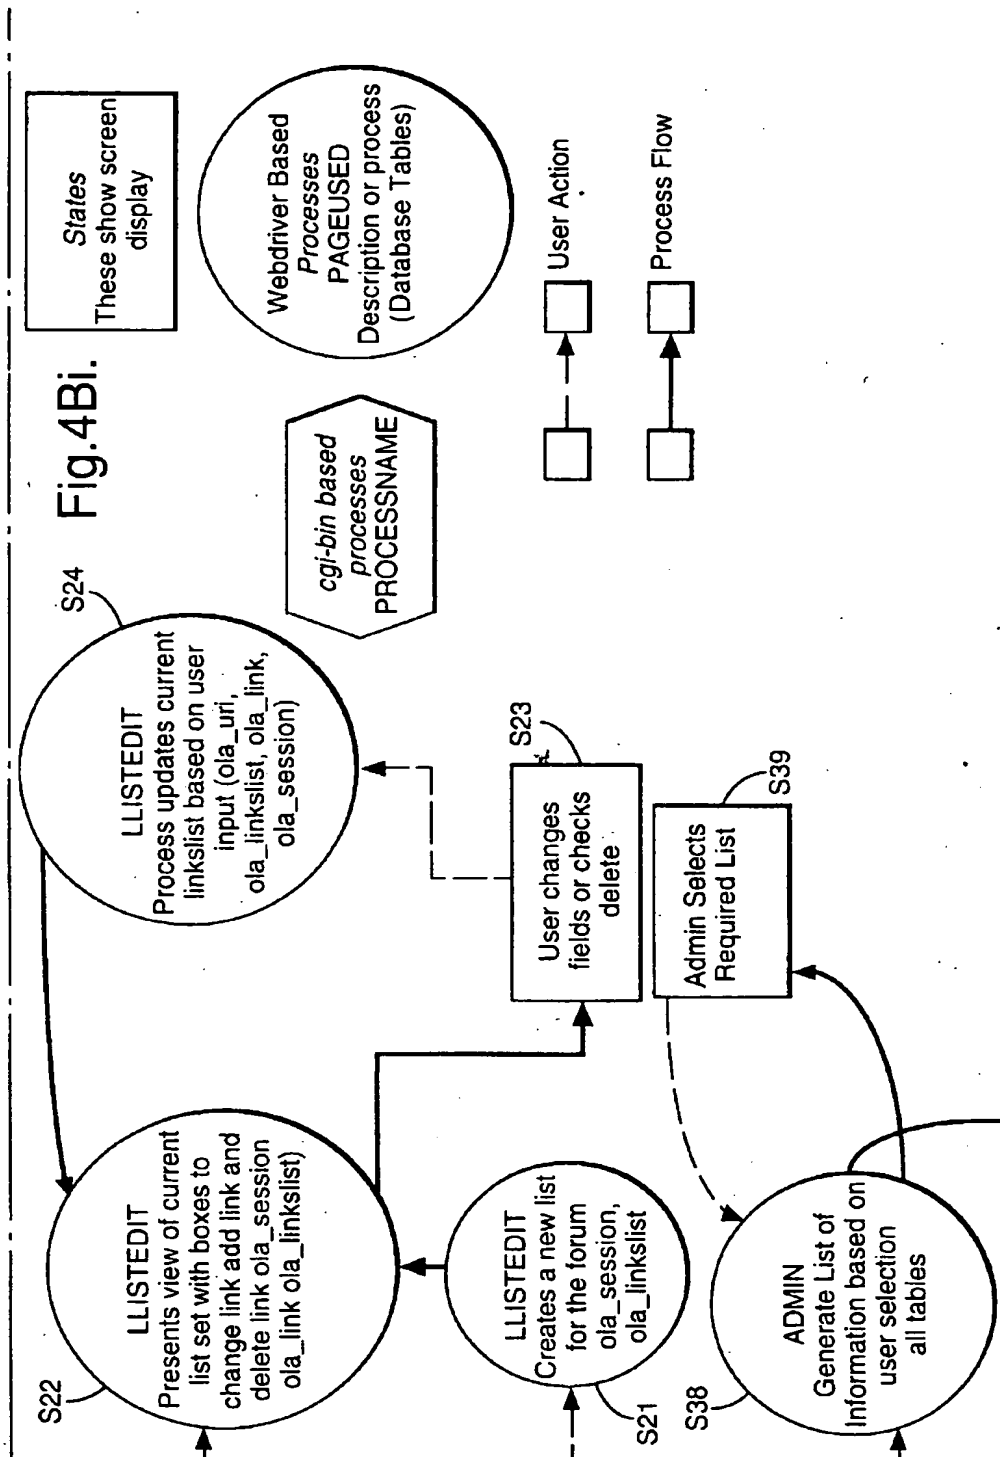 Fig.4Bi.
States
These show screen
display
Webdriver Based
Processes
PAGEUSED
Description or process
(Database Tables)
cgi-bin based
processes
PROCESSNAME
User Action
Process Flow
S24
LLISTEDIT
Process updates current
linkslist based on user
input (ola_uri,
ola_linkslist, ola_link,
ola_session)
S22
LLISTEDIT
Presents view of current
list set with boxes to
change link add link and
delete link ola_session
ola_link ola_linkslist)
S23
User changes
fields or checks
delete
S21
LLISTEDIT
Creates a new list
for the forum
ola_session,
ola_linkslist
S39
Admin Selects
Required List
S38
ADMIN
Generate List of
Information based on
user selection
all tables